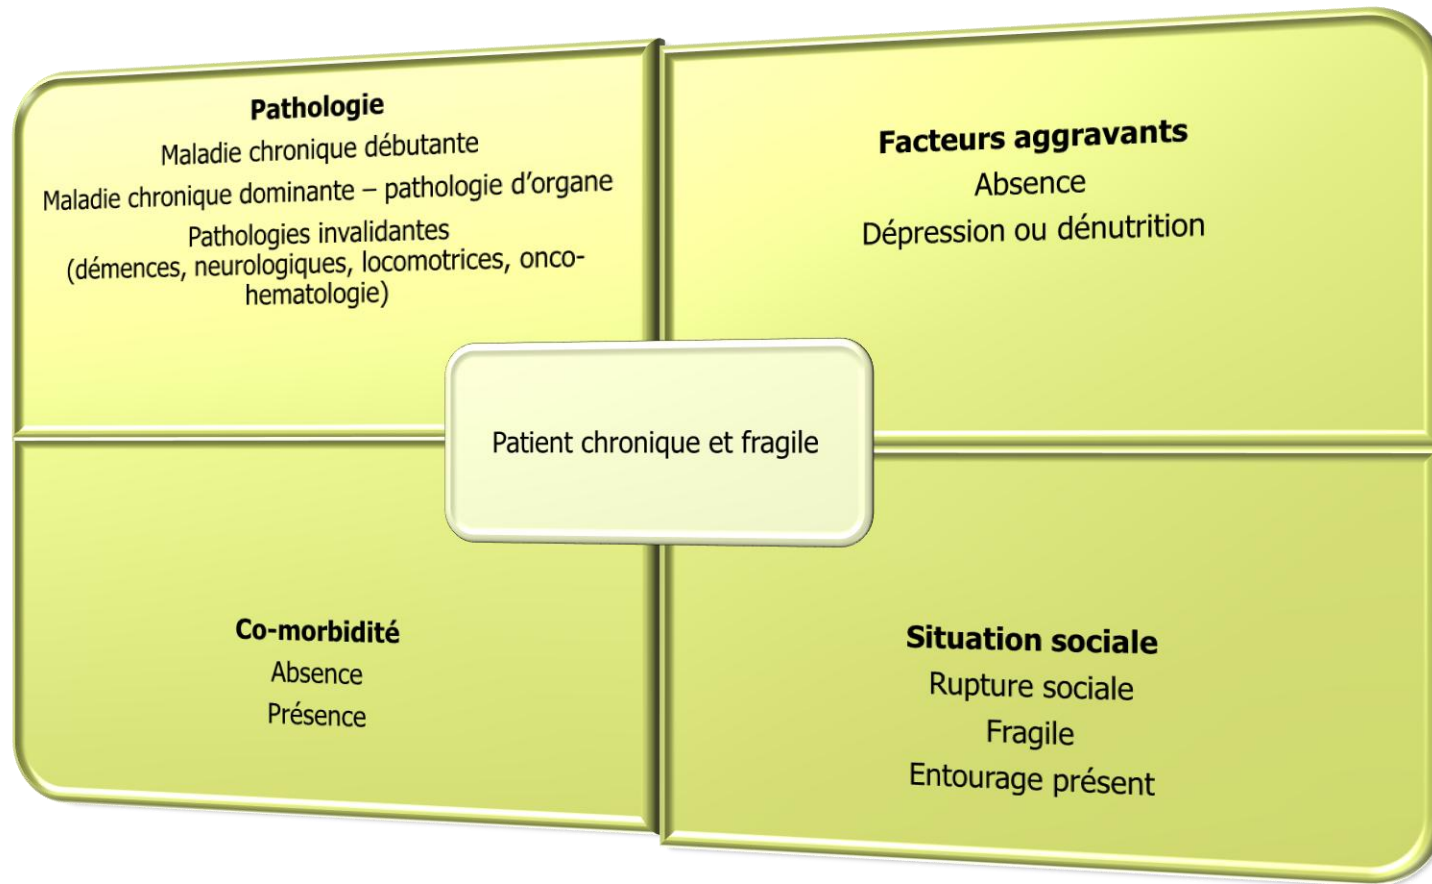 Pathologie
Maladie chronique débutante
Maladie chronique dominante – pathologie d’organe
Pathologies invalidantes
(démences, neurologiques, locomotrices, onco-
hematologie)
Facteurs aggravants
Absence
Dépression ou dénutrition
Patient chronique et fragile
Co-morbidité
Absence
Présence
Situation sociale
Rupture sociale
Fragile
Entourage présent